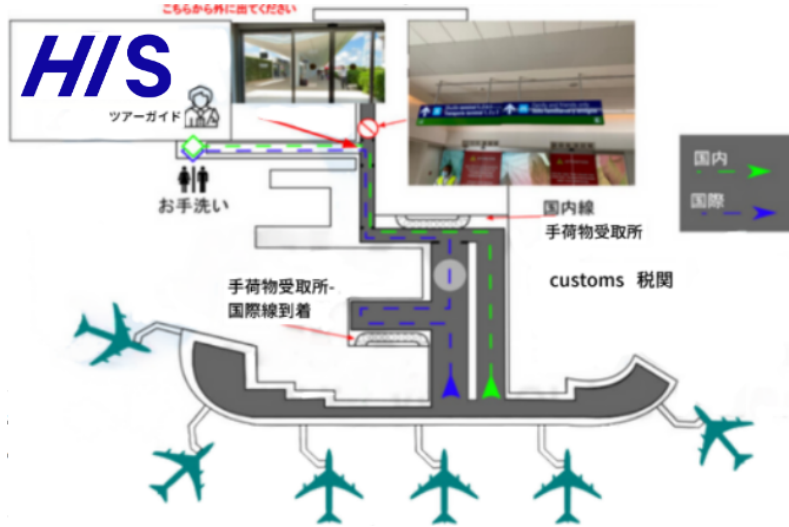 こちらから外に出てください
HIS
ツアーガイド
お手洗い
国内
国際
国内線
手荷物受取所
customs 税関
手荷物受取所-
国際線到着